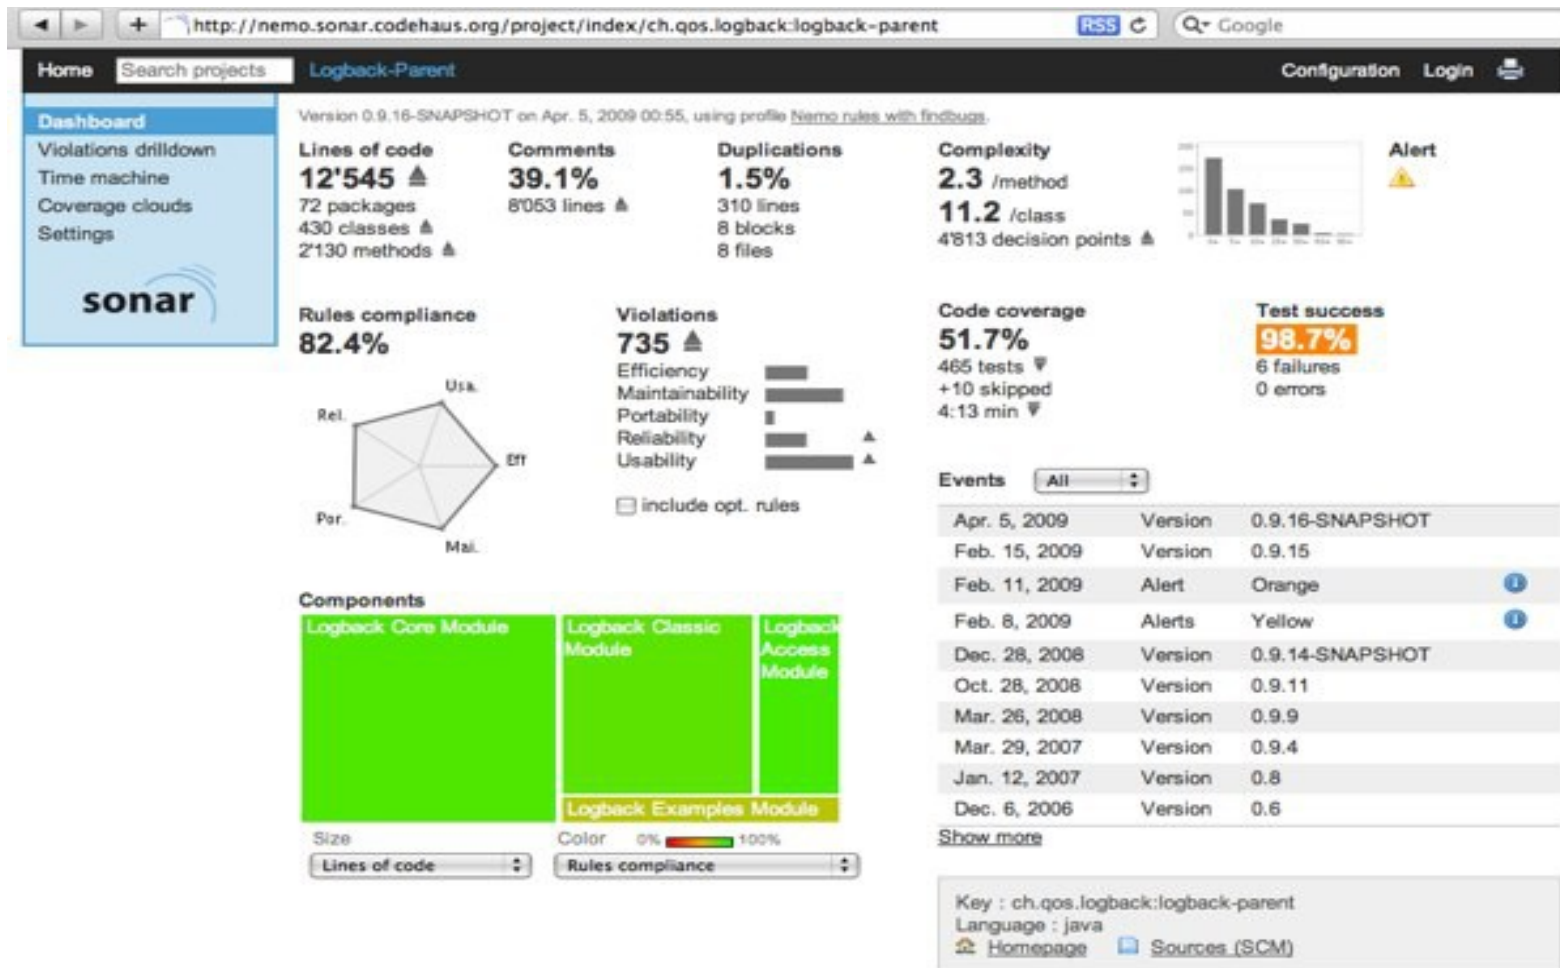 http://nemo.sonar.codehaus.org/project/index/ch.qos.logback:logback-parent
RSS
Google
Home
Search projects
Logback-Parent
Configuration
Login
Dashboard
Violations drilldown
Time machine
Coverage clouds
Settings
sonar
Version 0.9.16-SNAPSHOT on Apr. 5, 2009 00:55, using profile Nemo rules with findbugs.
Lines of code
12'545
72 packages
430 classes
2'130 methods
Comments
39.1%
8'053 lines
Duplications
1.5%
310 lines
8 blocks
8 files
Complexity
2.3 /method
11.2 /class
4'813 decision points
Alert
Rules compliance
82.4%
Usa.
Rel.
Eff
Por.
Mai.
Violations
735
Efficiency
Maintainability
Portability
Reliability
Usability
include opt. rules
Code coverage
51.7%
465 tests
+10 skipped
4:13 min
Test success
98.7%
6 failures
0 errors
Events
All
Apr. 5, 2009 Version 0.9.16-SNAPSHOT
Feb. 15, 2009 Version 0.9.15
Feb. 11, 2009 Alert Orange
Feb. 8, 2009 Alerts Yellow
Dec. 28, 2008 Version 0.9.14-SNAPSHOT
Oct. 28, 2008 Version 0.9.11
Mar. 26, 2008 Version 0.9.9
Mar. 29, 2007 Version 0.9.4
Jan. 12, 2007 Version 0.8
Dec. 6, 2006 Version 0.6
Show more
Components
Logback Core Module
Logback Classic
Module
Logback
Access
Module
Logback Examples Module
Size
Color 0% 100%
Lines of code
Rules compliance
Key : ch.qos.logback:logback-parent
Language : java
Homepage
Sources (SCM)